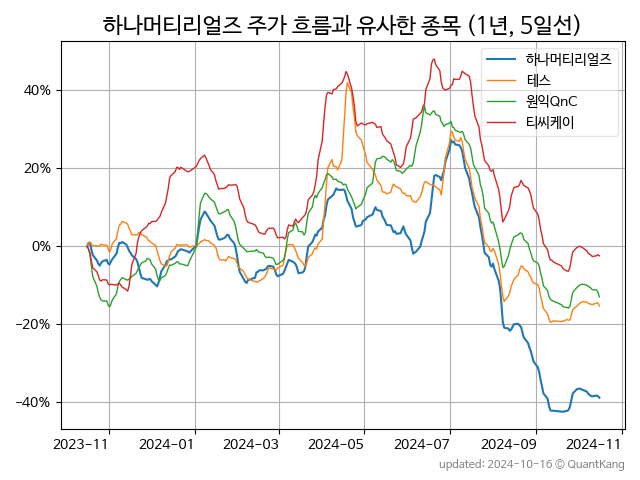 하나머티리얼즈 주가 흐름과 유사한 종목 (1년, 5일선)
하나머티리얼즈
테스
원익QnC
티씨케이
40%
20%
0%
−20%
−40%
2023-11 2024-01 2024-03 2024-05 2024-07 2024-09 2024-11
updated: 2024-10-16 © QuantKang